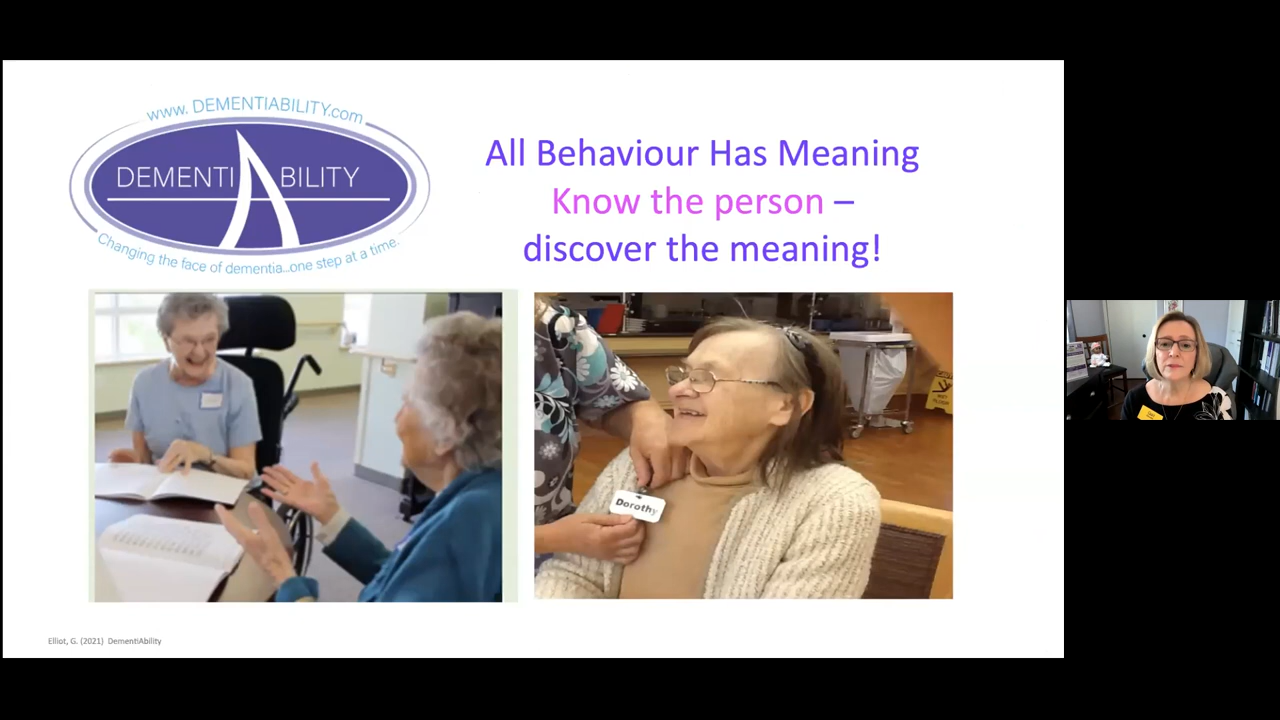 www. DEMENTIABILITY.com
DEMENTIABILITY
Changing the face of dementia...one step at a time.
All Behaviour Has Meaning
Know the person –
discover the meaning!
Dorothy
Elliot, G. (2021) DementiAbility